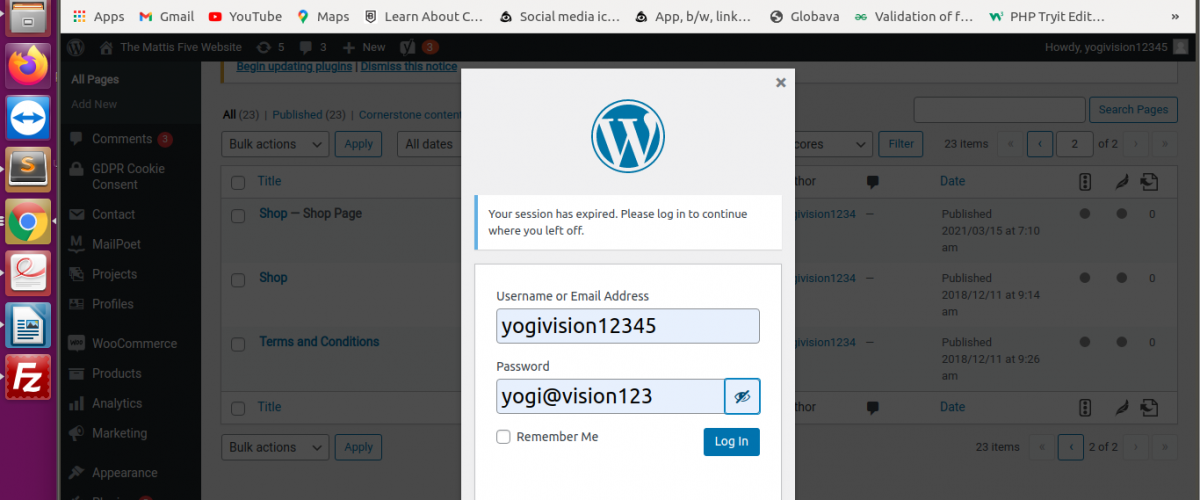 Apps Gmail YouTube Maps Learn About C... Social media ic... App, b/w, link... Globava Validation of f... PHP Tryit Edit... »
The Mattis Five Website 5 3 New 3 Howdy, yogivision12345
Begin updating plugins | Dismiss this notice
All Pages
Add New
Comments 3
GDPR Cookie
Consent
Contact
MailPoet
Projects
Profiles
WooCommerce
Products
Analytics
Marketing
Appearance
All (23) | Published (23) | Cornerstone content
Search Pages
Bulk actions Apply All dates cores Filter 23 items « ‹ 2 of 2 › »
Title thor Date
Shop — Shop Page givision1234 — Published
2021/03/15 at 7:10
am
0
Shop givision1234 — Published
2018/12/11 at 9:14
am
0
Terms and Conditions givision1234 — Published
2018/12/11 at 9:26
am
0
Title thor Date
Bulk actions Apply 23 items « ‹ 2 of 2 › »
×
W
Your session has expired. Please log in to continue
where you left off.
Username or Email Address
yogivision12345
Password
yogi@vision123
Remember Me Log In
S
Fz